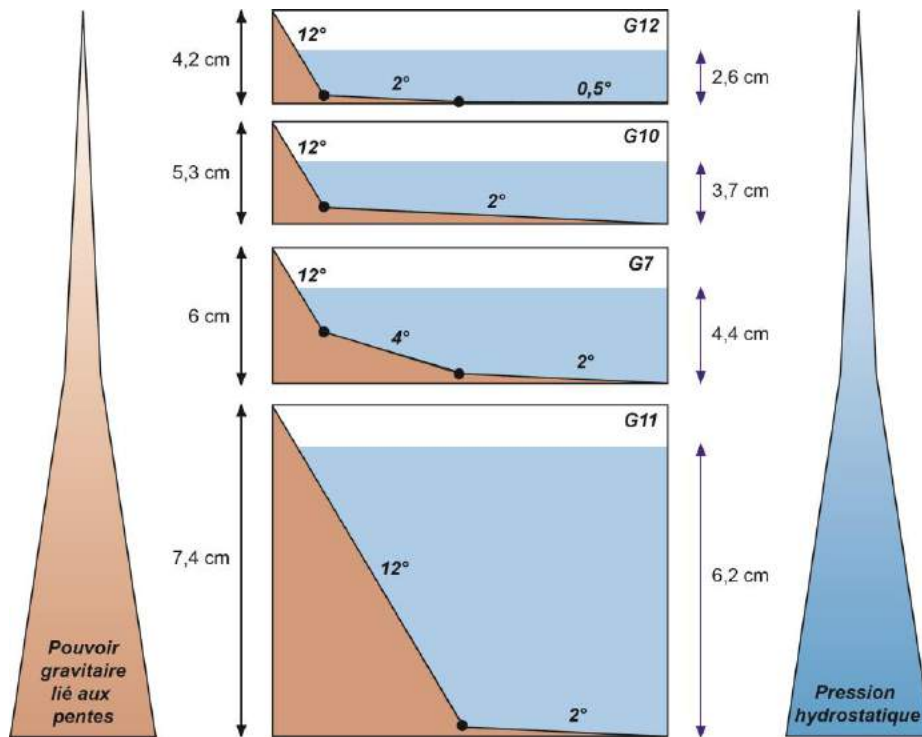 12°
G12
4,2 cm
2°
0,5°
2,6 cm
12°
G10
5,3 cm
2°
3,7 cm
12°
G7
6 cm
4°
2°
4,4 cm
G11
7,4 cm
12°
6,2 cm
2°
Pouvoir
gravitaire
lié aux
pentes
Pression
hydrostatique